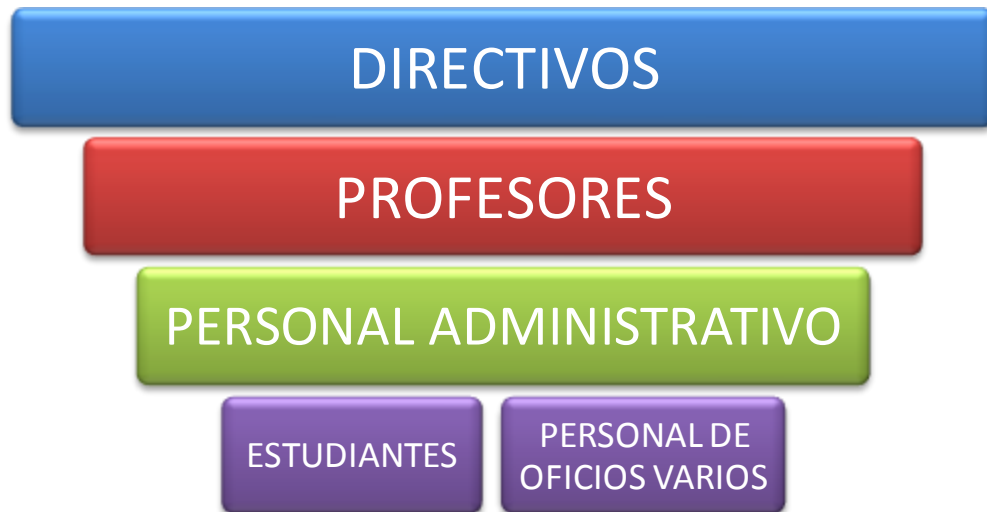 DIRECTIVOS
PROFESORES
PERSONAL ADMINISTRATIVO
ESTUDIANTES
PERSONAL DE
OFICIOS VARIOS